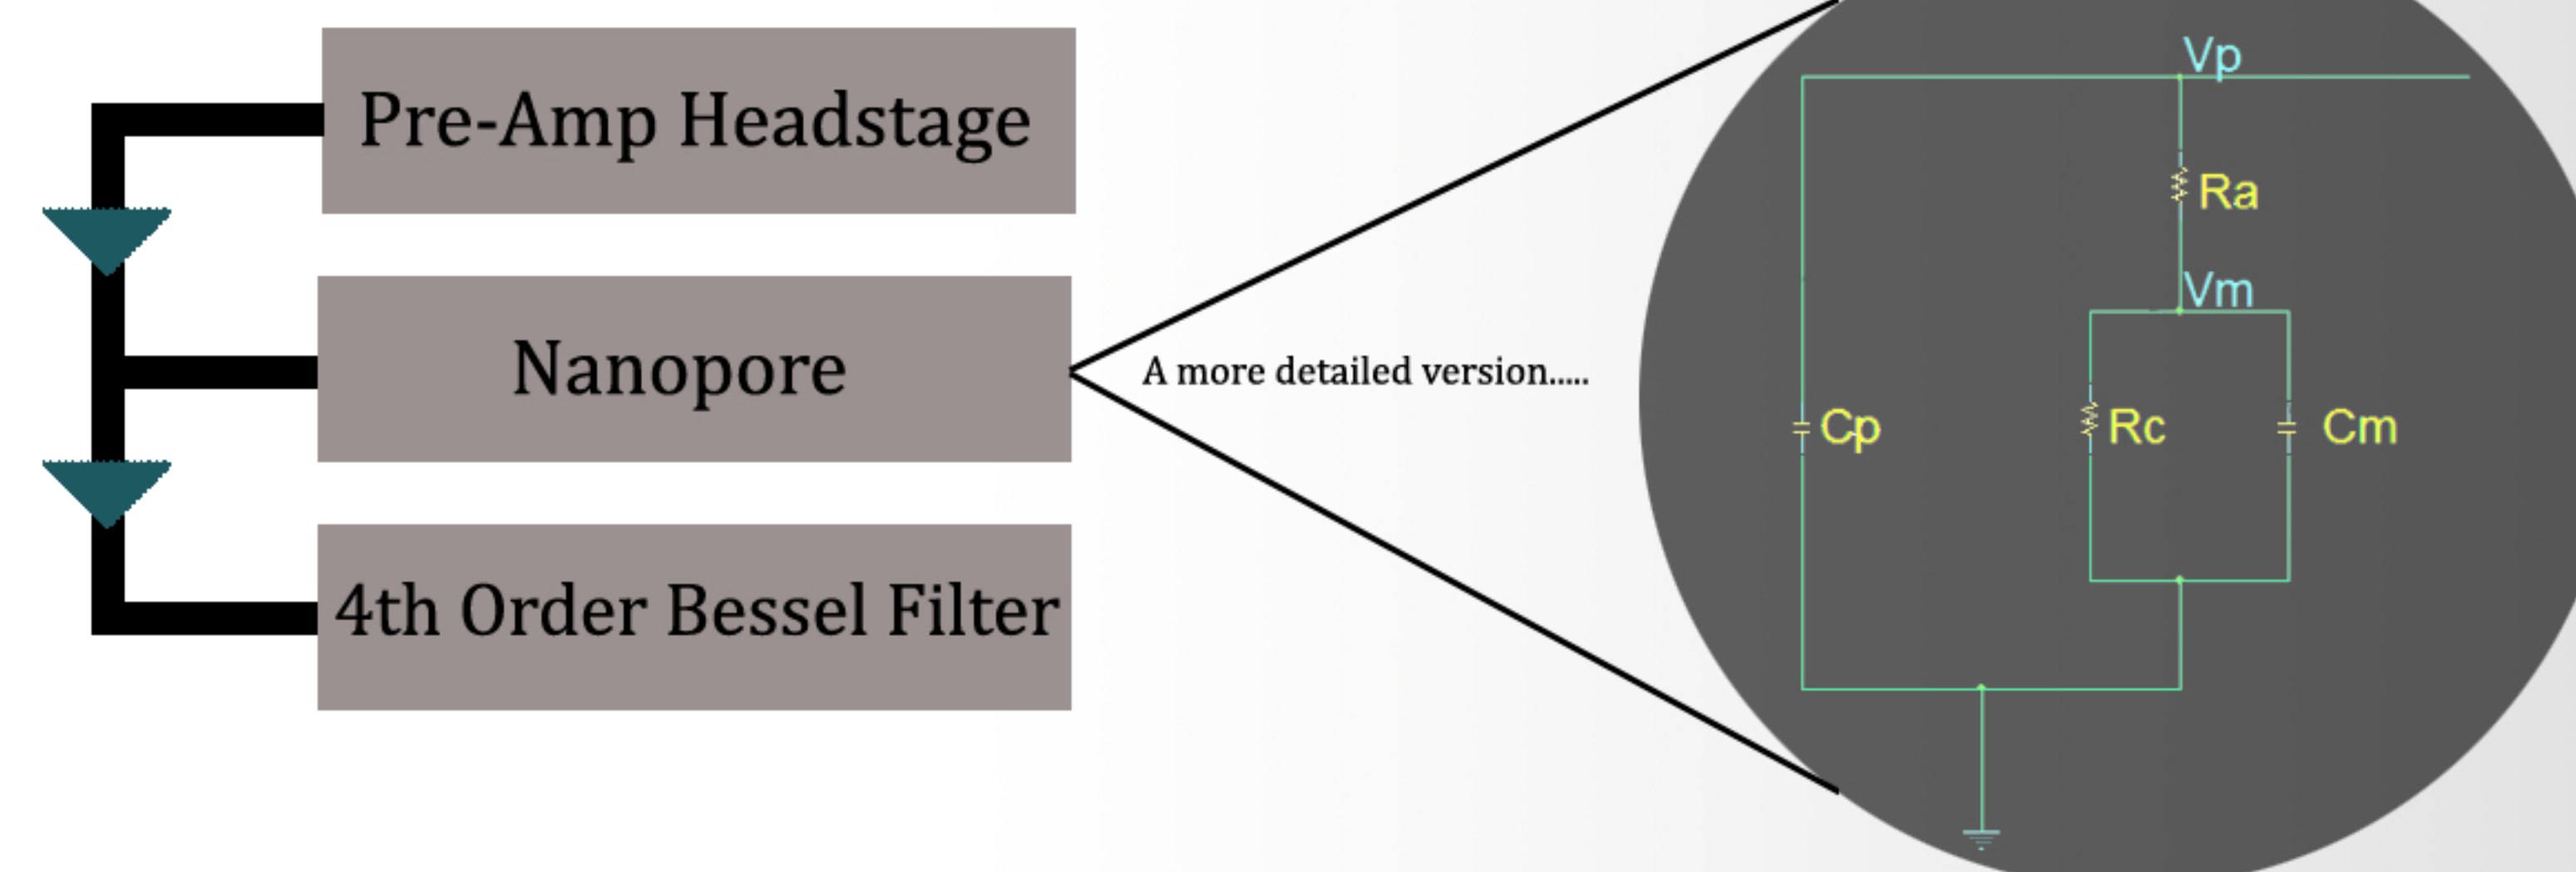 Pre-Amp Headstage
Nanopore
4th Order Bessel Filter
A more detailed version.....
Vp
Ra
Vm
Cp
Rc
Cm